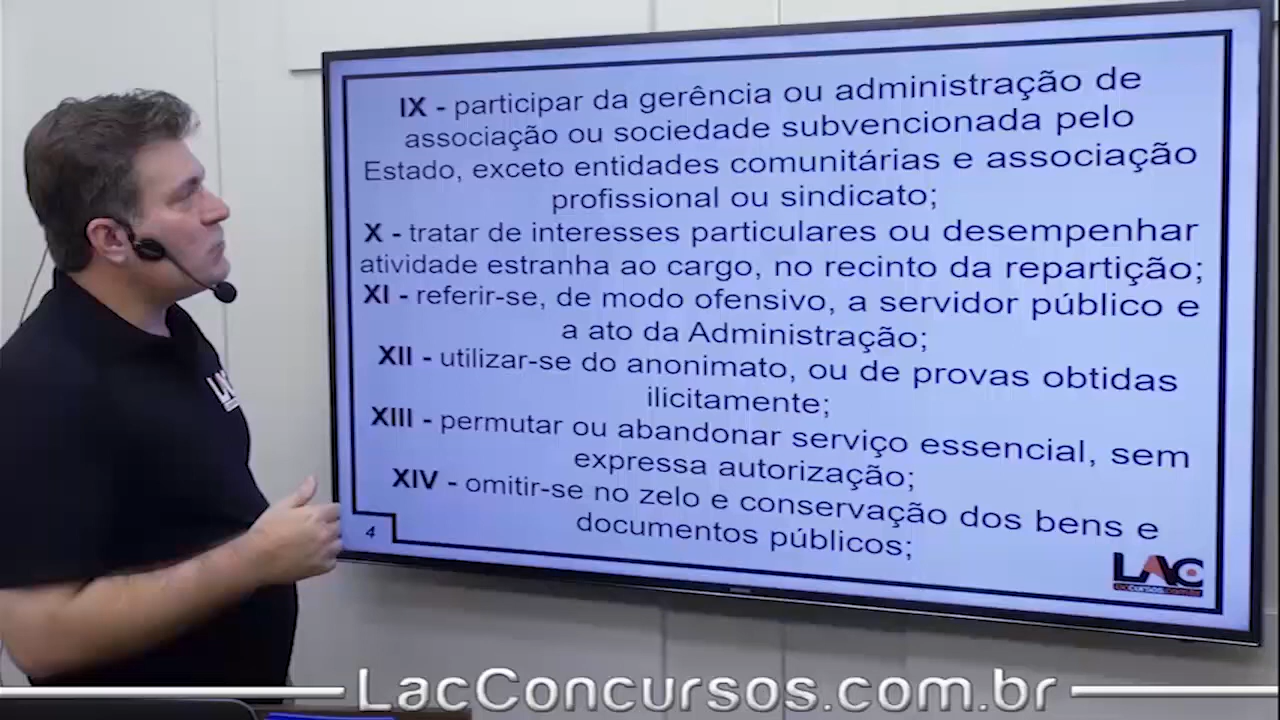 IX - participar da gerência ou administração de
associação ou sociedade subvencionada pelo
Estado, exceto entidades comunitárias e associação
profissional ou sindicato;
X - tratar de interesses particulares ou desempenhar
atividade estranha ao cargo, no recinto da repartição;
XI - referir-se, de modo ofensivo, a servidor público e
a ato da Administração;
XII - utilizar-se do anonimato, ou de provas obtidas
ilicitamente;
XIII - permutar ou abandonar serviço essencial, sem
expressa autorização;
XIV - omitir-se no zelo e conservação dos bens e
documentos públicos;
4
LAC
LacConcursos.com.br